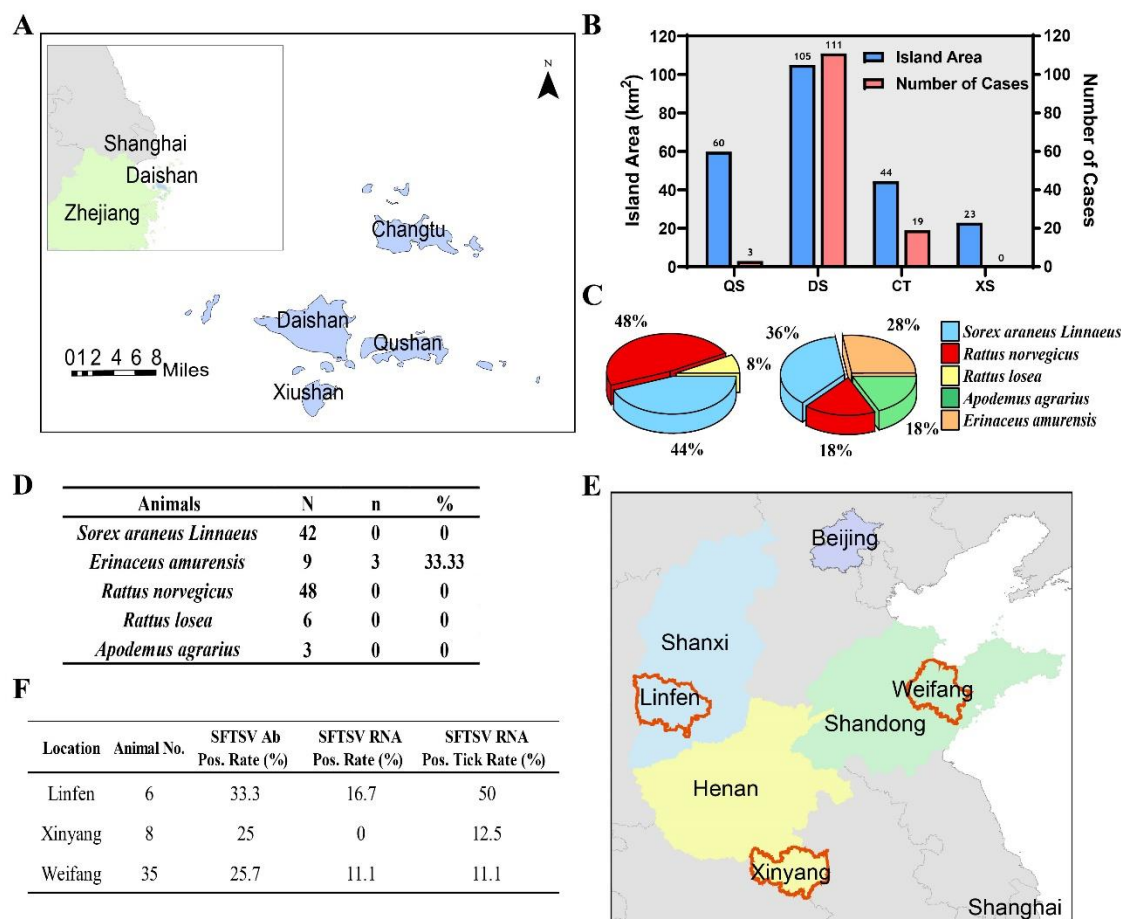 A
N
Shanghai
Daishan
Zhejiang
Changtu
Daishan
Qushan
Xiushan
0 1 2 4 6 8
Miles
B
Island Area
Number of Cases
Island Area (km²)
Number of Cases
120
100
80
60
40
20
0
120
100
80
60
40
20
0
60
3
105
111
44
19
23
0
QS DS CT XS
C
48%
8%
44%
36%
28%
18%
18%
Sorex araneus Linnaeus
Rattus norvegicus
Rattus losea
Apodemus agrarius
Erinaceus amurensis
D
Animals N n %
Sorex araneus Linnaeus 42 0 0
Erinaceus amurensis 9 3 33.33
Rattus norvegicus 48 0 0
Rattus losea 6 0 0
Apodemus agrarius 3 0 0
E
Beijing
Shanxi
Linfen
Weifang
Shandong
Henan
Xinyang
Shanghai
F
Location Animal No. SFTSV Ab Pos. Rate (%) SFTSV RNA Pos. Rate (%) SFTSV RNA Pos. Tick Rate (%)
Linfen 6 33.3 16.7 50
Xinyang 8 25 0 12.5
Weifang 35 25.7 11.1 11.1